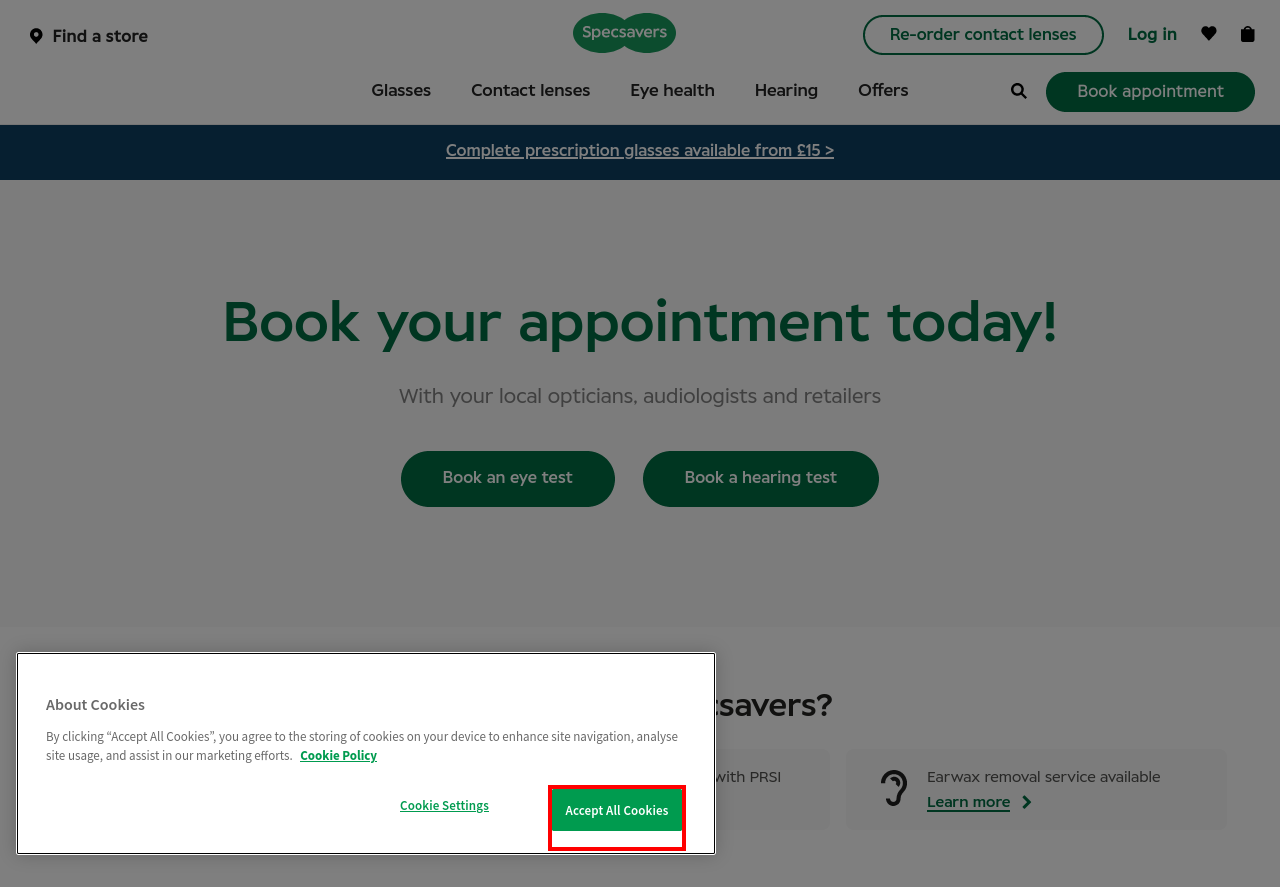 Find a store
Specsavers
Re-order contact lenses
Log in
Glasses
Contact lenses
Eye health
Hearing
Offers
Book appointment
Complete prescription glasses available from £15 >
Book your appointment today!
With your local opticians, audiologists and retailers
Book an eye test
Book a hearing test
csavers?
with PRSI
Earwax removal service available
Learn more
About Cookies
By clicking “Accept All Cookies”, you agree to the storing of cookies on your device to enhance site navigation, analyse
site usage, and assist in our marketing efforts. Cookie Policy
Cookie Settings
Accept All Cookies